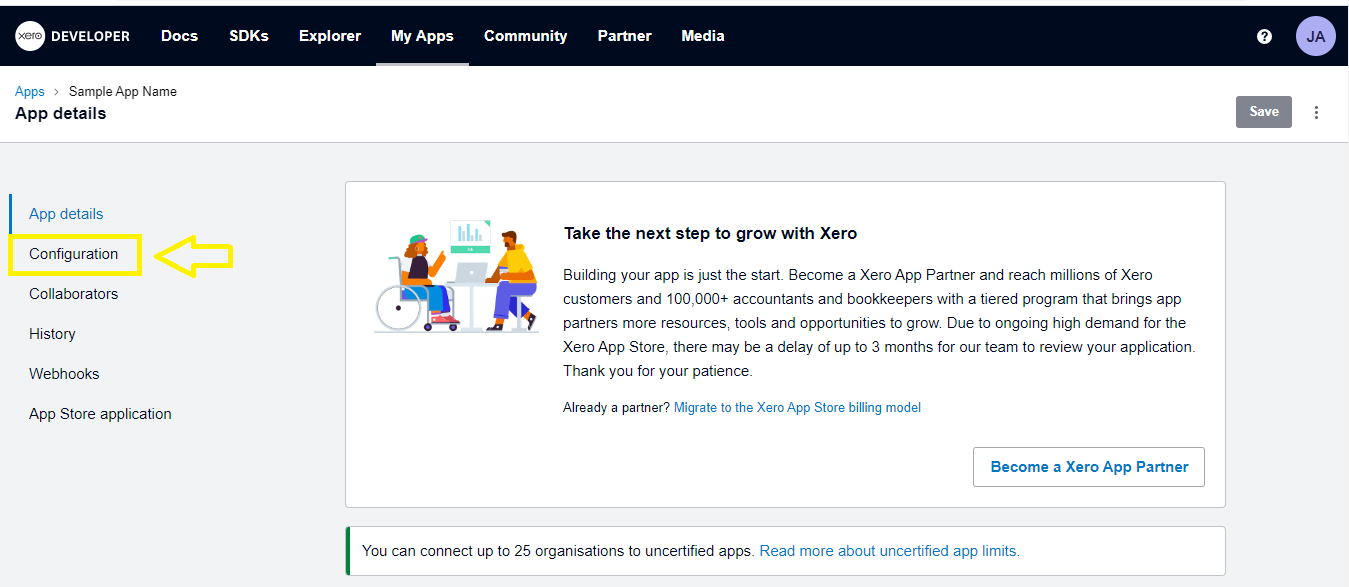 xero DEVELOPER Docs SDKs Explorer My Apps Community Partner Media ? JA
Apps > Sample App Name
App details
Save
App details
Configuration
Collaborators
History
Webhooks
App Store application
Take the next step to grow with Xero
Building your app is just the start. Become a Xero App Partner and reach millions of Xero
customers and 100,000+ accountants and bookkeepers with a tiered program that brings app
partners more resources, tools and opportunities to grow. Due to ongoing high demand for the
Xero App Store, there may be a delay of up to 3 months for our team to review your application.
Thank you for your patience.
Already a partner? Migrate to the Xero App Store billing model
Become a Xero App Partner
You can connect up to 25 organisations to uncertified apps. Read more about uncertified app limits.